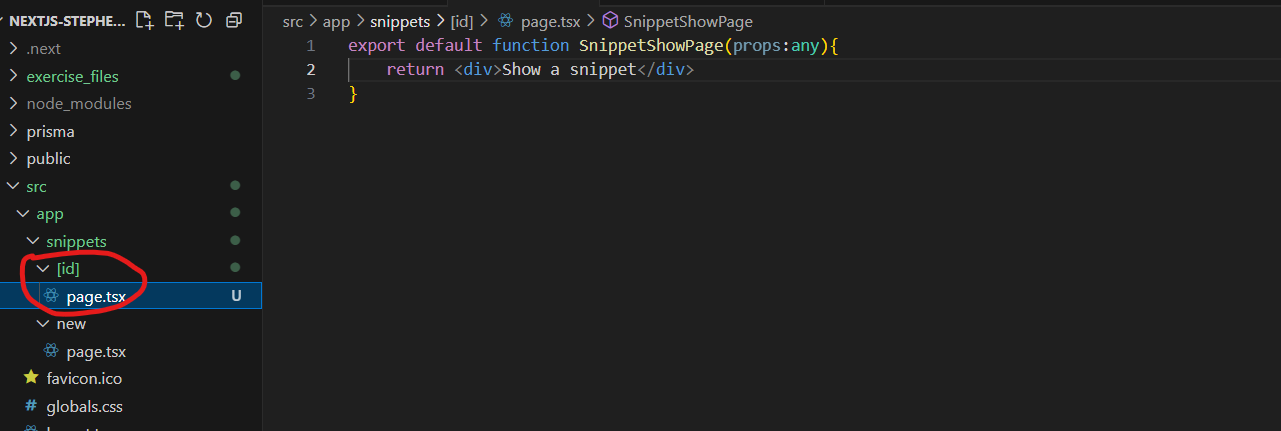 NEXTJS-STEPHE...
.next
exercise_files
node_modules
prisma
public
src
app
snippets
[id]
page.tsx U
new
page.tsx
favicon.ico
# globals.css
src > app > snippets > [id] > page.tsx > SnippetShowPage
1 export default function SnippetShowPage(props:any){
2 return <div>Show a snippet</div>
3 }